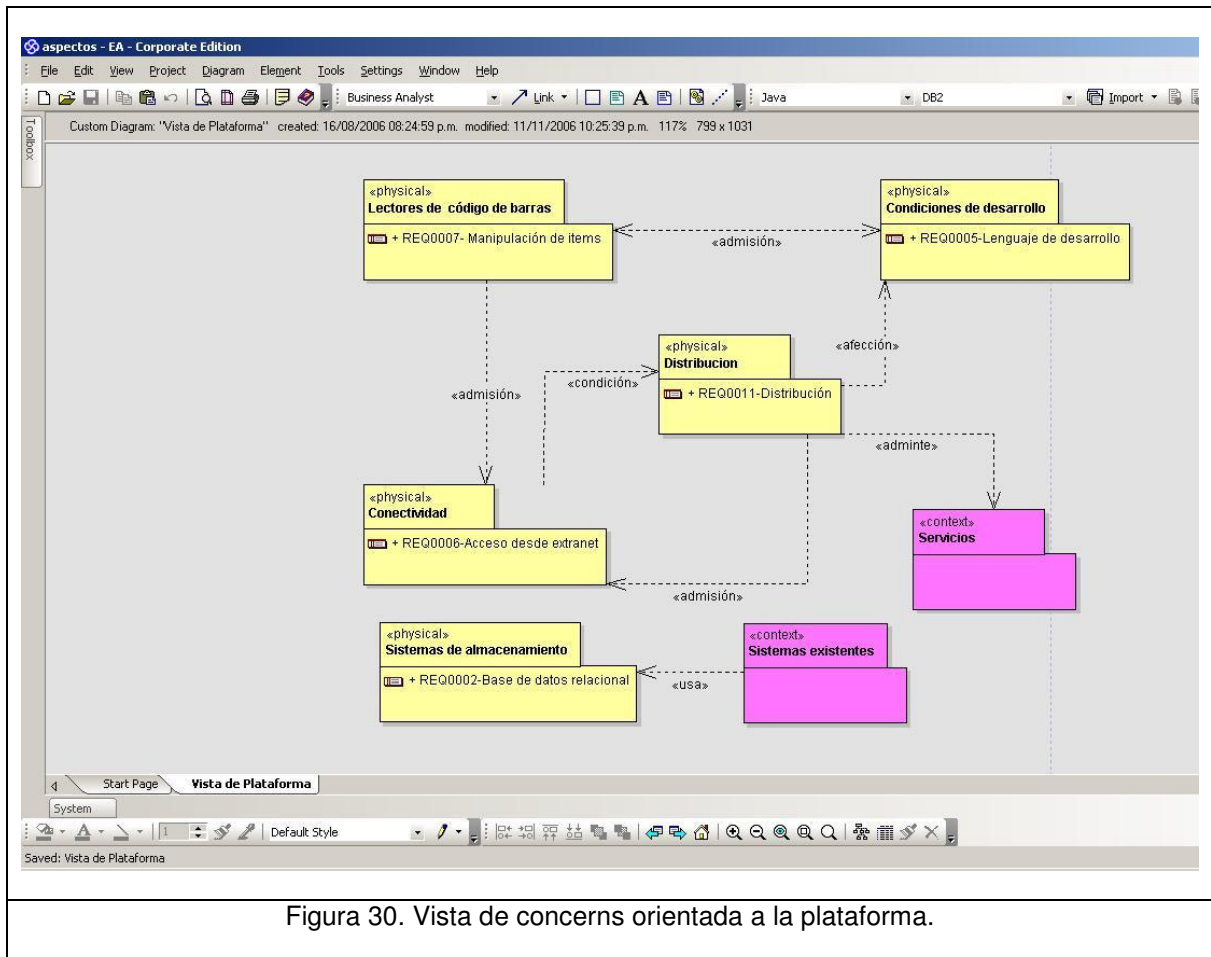 aspectos - EA - Corporate Edition
File Edit View Project Diagram Element Tools Settings Window Help
Business Analyst Link A Java DB2 Import
Toolbox
Custom Diagram: "Vista de Plataforma" created: 16/08/2006 08:24:59 p.m. modified: 11/11/2006 10:25:39 p.m. 117% 799 x 1031
«physical»
Lectores de código de barras
+ REQ0007- Manipulación de items
«admisión»
«physical»
Condiciones de desarrollo
+ REQ0005-Lenguaje de desarrollo
«physical»
Distribucion
+ REQ0011-Distribución
«afección»
«condición»
«admisión»
«adminte»
«physical»
Conectividad
+ REQ0006-Acceso desde extranet
«context»
Servicios
«admisión»
«physical»
Sistemas de almacenamiento
+ REQ0002-Base de datos relacional
«usa»
«context»
Sistemas existentes
Start Page Vista de Plataforma
System
A 1 Default Style
Saved: Vista de Plataforma
Figura 30. Vista de concerns orientada a la plataforma.